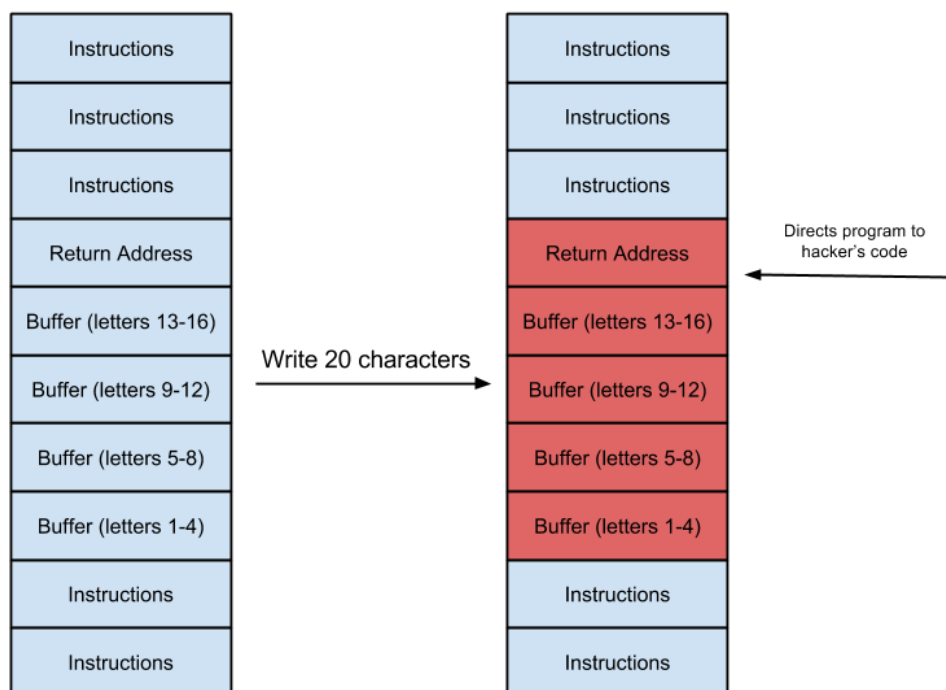 Instructions
Instructions
Instructions
Return Address
Buffer (letters 13-16)
Buffer (letters 9-12)
Buffer (letters 5-8)
Buffer (letters 1-4)
Instructions
Instructions
Write 20 characters
Instructions
Instructions
Instructions
Return Address
Buffer (letters 13-16)
Buffer (letters 9-12)
Buffer (letters 5-8)
Buffer (letters 1-4)
Instructions
Instructions
Directs program to
hacker's code